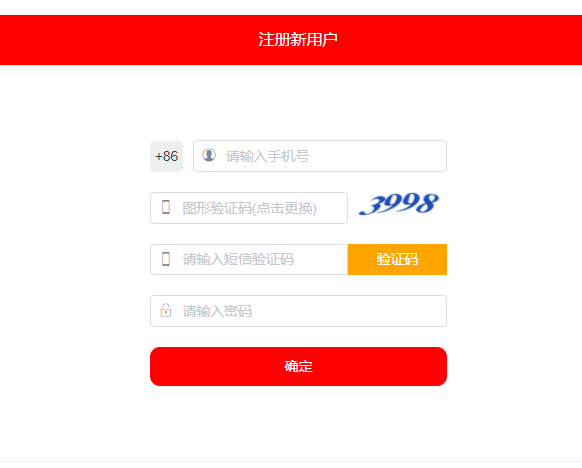 注册新用户
+86 请输入手机号
图形验证码(点击更换) 3998
请输入短信验证码 验证码
请输入密码
确定